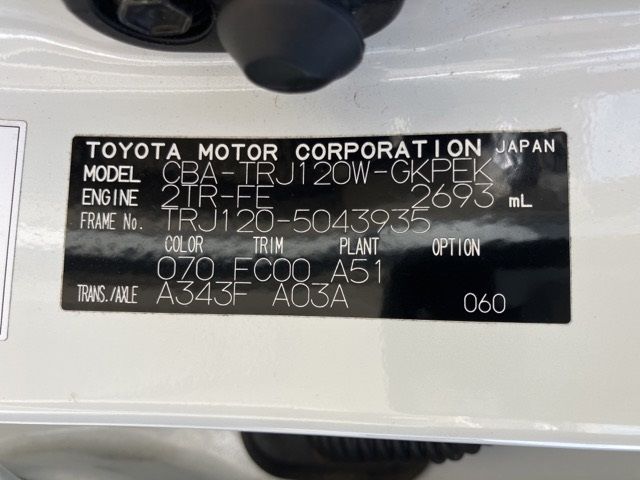 TOYOTA MOTOR CORPORATION JAPAN
MODEL CBA-TRJ120W-GKPEK
ENGINE 2TR-FE 2693 mL
FRAME No. TRJ120-5043935
COLOR TRIM PLANT OPTION
070 FC00 A51
TRANS./AXLE A343F A03A 060